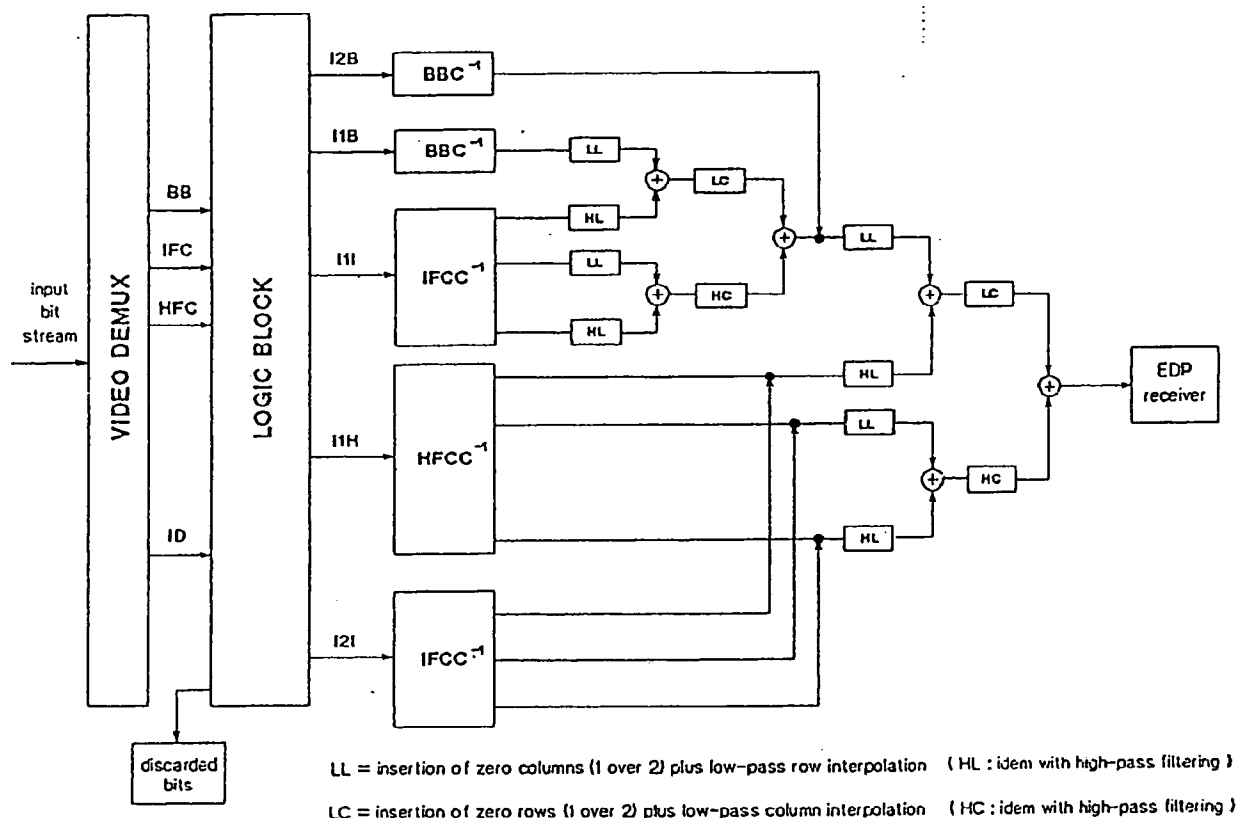 I2B
BBC⁻¹
I1B
BBC⁻¹
LL
LC
BB
HL
IFC
I1I
IFCC⁻¹
LL
LL
HC
LC
HFC
HL
input
bit
stream
VIDEO DEMUX
LOGIC BLOCK
HL
EDP
receiver
LL
I1H
HFCC⁻¹
HC
HL
ID
I2I
IFCC⁻¹
discarded
bits
LL = insertion of zero columns (1 over 2) plus low-pass row interpolation ( HL : idem with high-pass filtering )
LC = insertion of zero rows (1 over 2) plus low-pass column interpolation ( HC : idem with high-pass filtering )